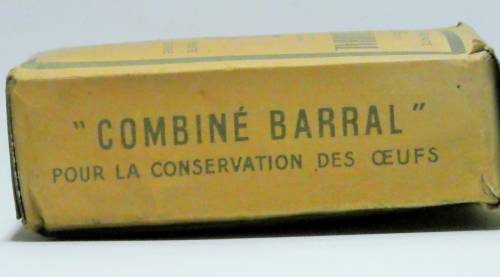 " COMBINÉ BARRAL "
POUR LA CONSERVATION DES ŒUFS